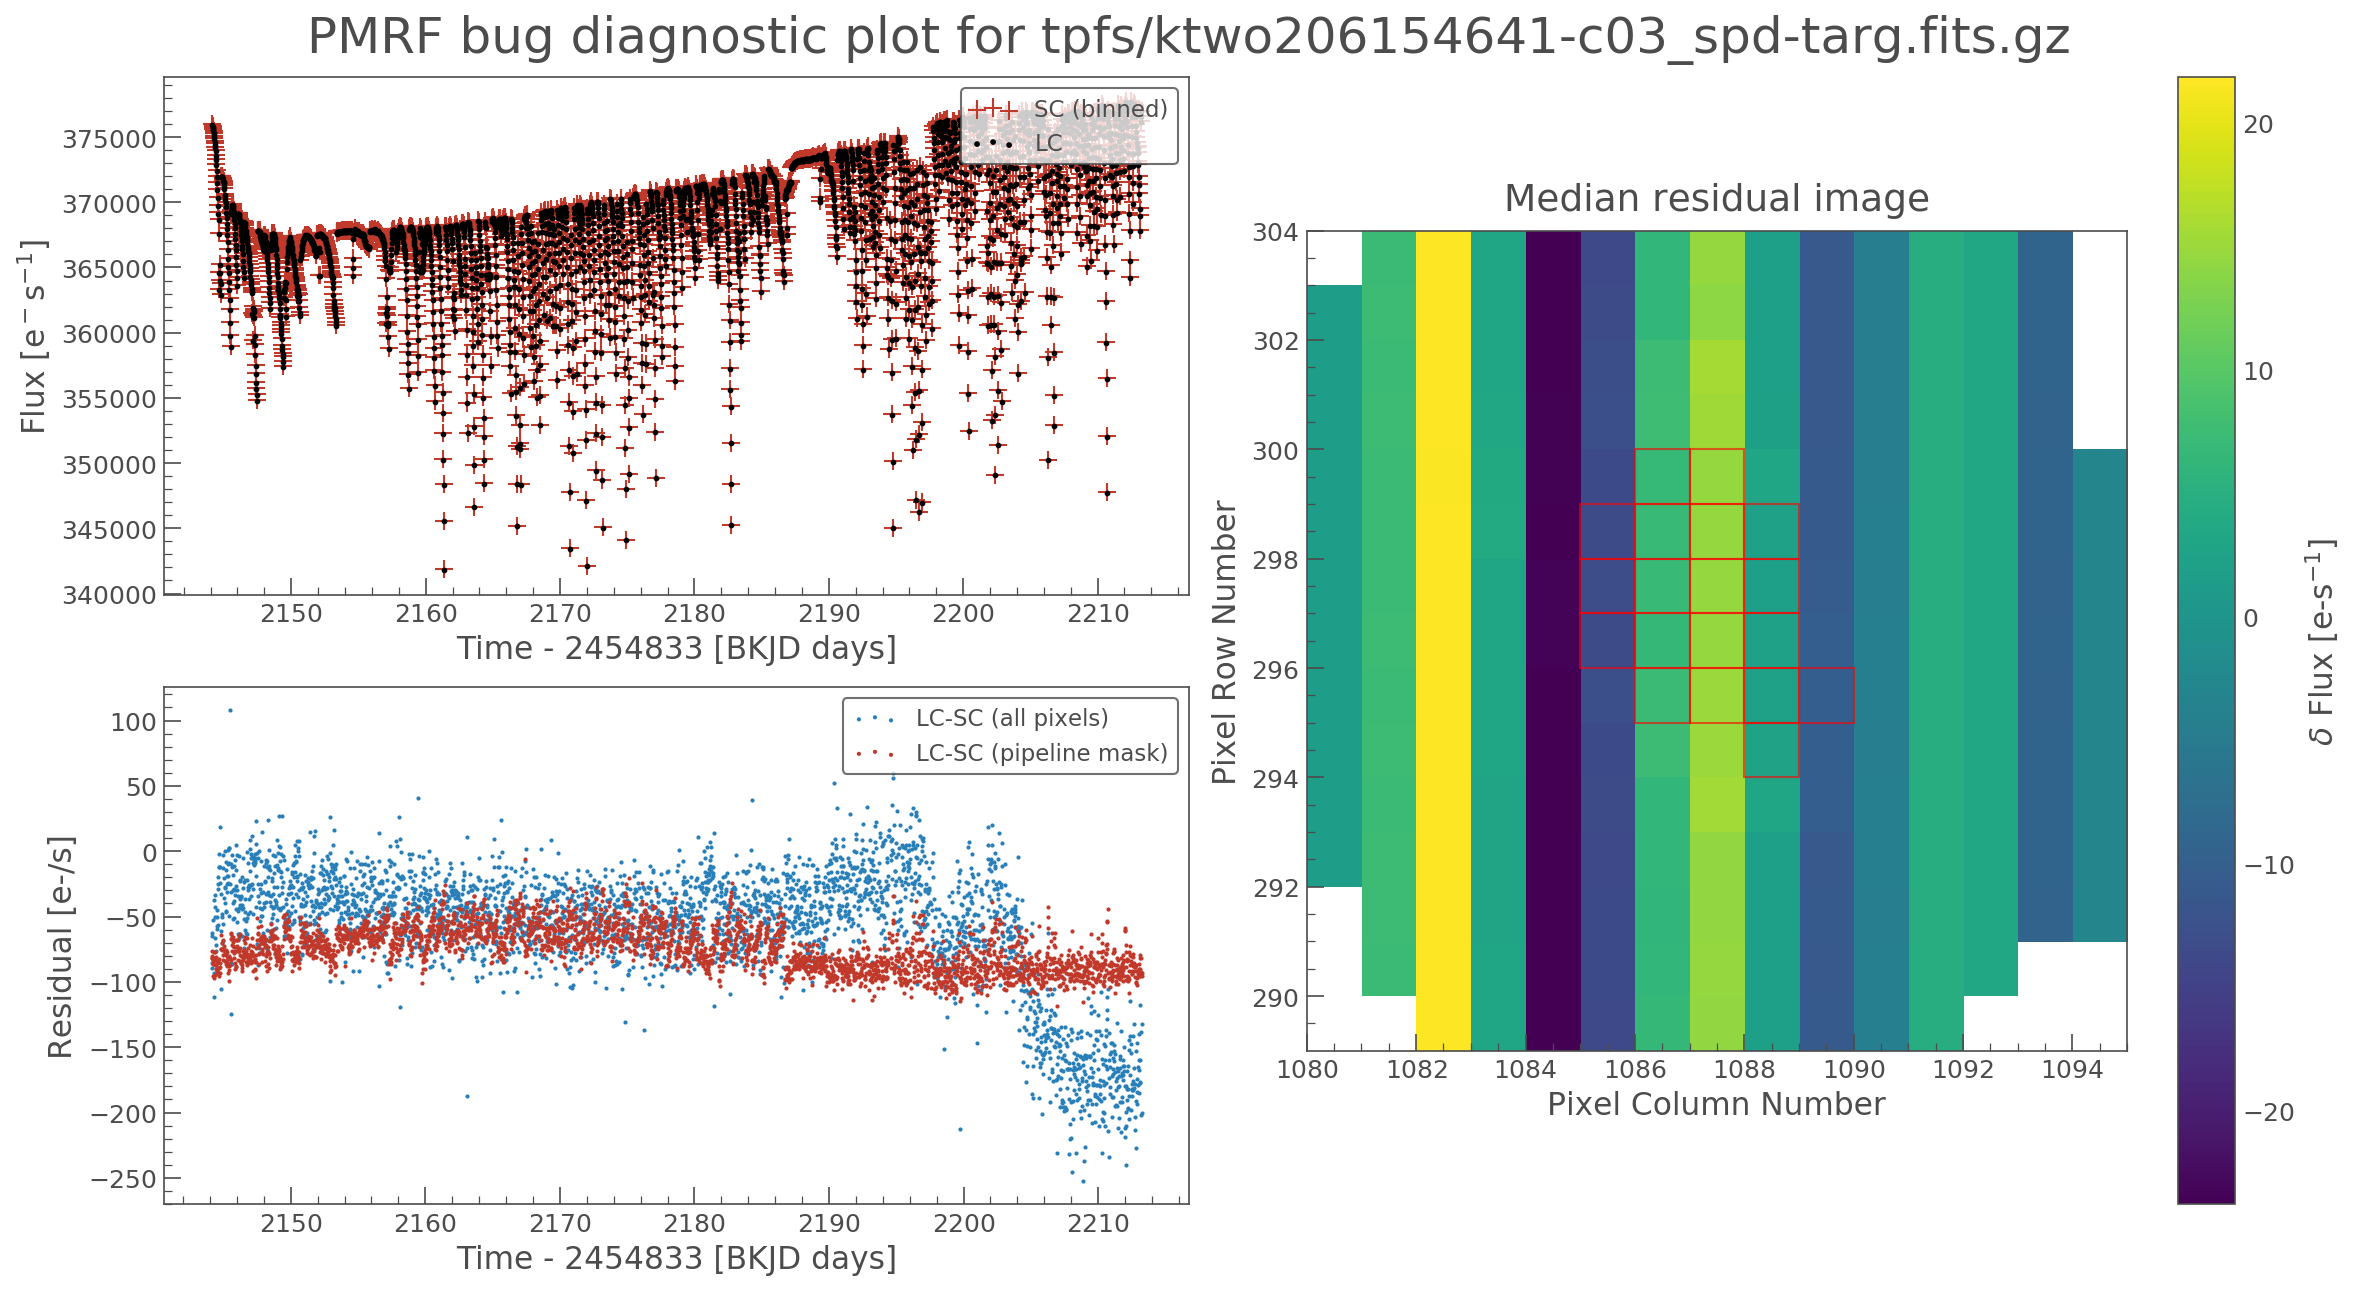 PMRF bug diagnostic plot for tpfs/ktwo206154641-c03_spd-targ.fits.gz
SC (binned)
LC
375000
370000
365000
360000
355000
350000
345000
340000
Flux [e⁻ s⁻¹]
2150 2160 2170 2180 2190 2200 2210
Time - 2454833 [BKJD days]
LC-SC (all pixels)
LC-SC (pipeline mask)
100
50
0
−50
−100
−150
−200
−250
Residual [e-/s]
2150 2160 2170 2180 2190 2200 2210
Time - 2454833 [BKJD days]
Median residual image
304
302
300
298
296
294
292
290
Pixel Row Number
1080 1082 1084 1086 1088 1090 1092 1094
Pixel Column Number
20
10
0
−10
−20
δ Flux [e-s⁻¹]